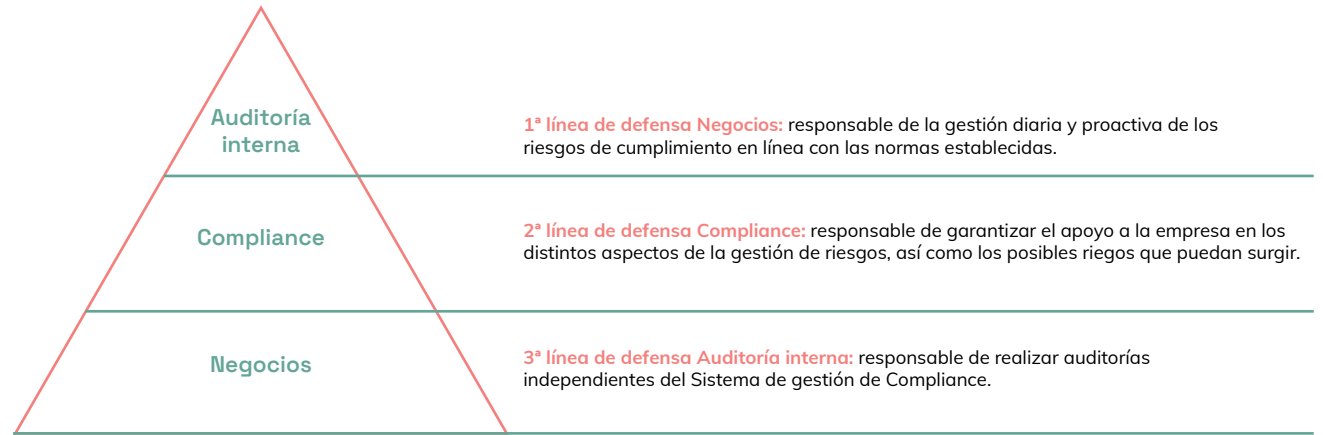 Auditoría
interna
1ª línea de defensa Negocios: responsable de la gestión diaria y proactiva de los
riesgos de cumplimiento en línea con las normas establecidas.
Compliance
2ª línea de defensa Compliance: responsable de garantizar el apoyo a la empresa en los
distintos aspectos de la gestión de riesgos, así como los posibles riegos que puedan surgir.
Negocios
3ª línea de defensa Auditoría interna: responsable de realizar auditorías
independientes del Sistema de gestión de Compliance.